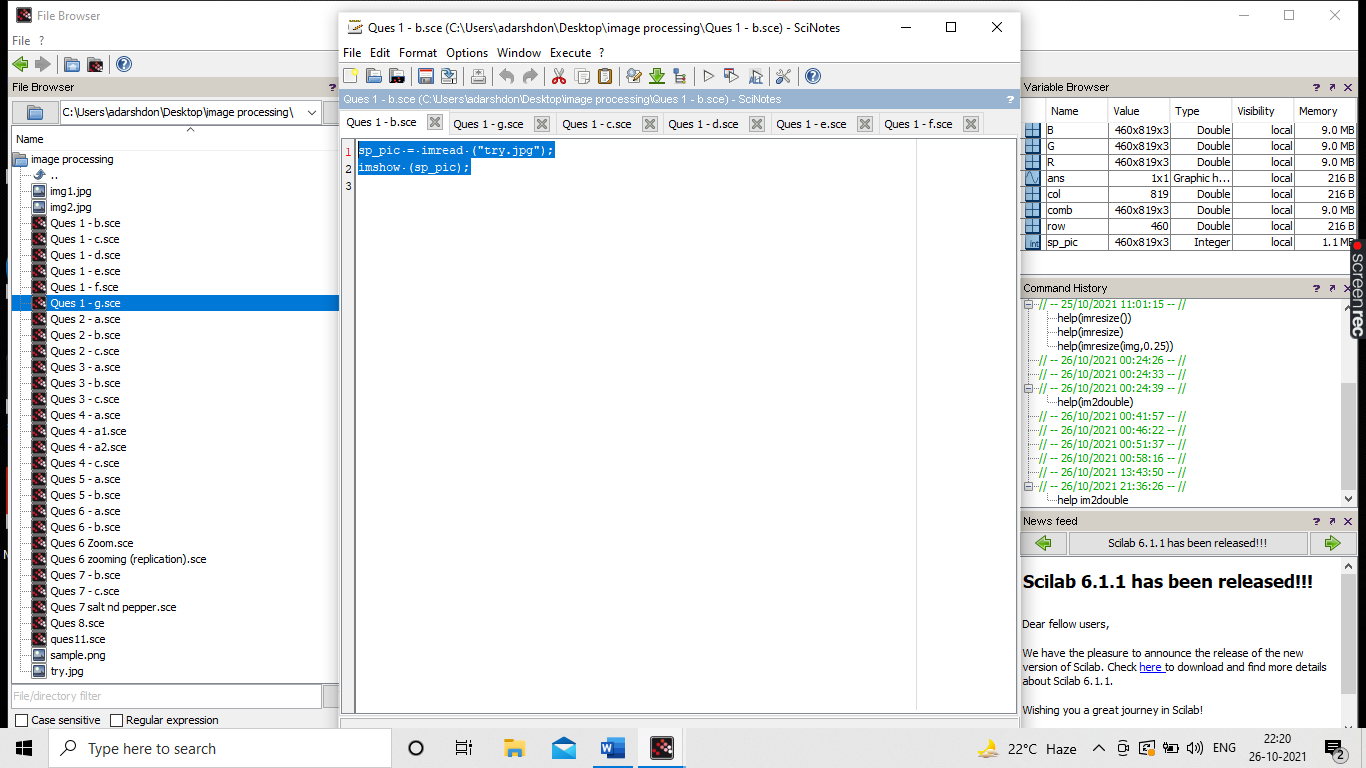 File Browser
File ?
File Browser ?
C:\Users\adarshdon\Desktop\image processing\
Name
image processing
..
img1.jpg
img2.jpg
Ques 1 - b.sce
Ques 1 - c.sce
Ques 1 - d.sce
Ques 1 - e.sce
Ques 1 - f.sce
Ques 1 - g.sce
Ques 2 - a.sce
Ques 2 - b.sce
Ques 2 - c.sce
Ques 3 - a.sce
Ques 3 - b.sce
Ques 3 - c.sce
Ques 4 - a.sce
Ques 4 - a1.sce
Ques 4 - a2.sce
Ques 4 - c.sce
Ques 5 - a.sce
Ques 5 - b.sce
Ques 6 - a.sce
Ques 6 - b.sce
Ques 6 Zoom.sce
Ques 6 zooming (replication).sce
Ques 7 - b.sce
Ques 7 - c.sce
Ques 7 salt nd pepper.sce
Ques 8.sce
ques11.sce
sample.png
try.jpg
File/directory filter
Case sensitive Regular expression
Ques 1 - b.sce (C:\Users\adarshdon\Desktop\image processing\Ques 1 - b.sce) - SciNotes
File Edit Format Options Window Execute ?
Ques 1 - b.sce (C:\Users\adarshdon\Desktop\image processing\Ques 1 - b.sce) - SciNotes ?
Ques 1 - b.sce Ques 1 - g.sce Ques 1 - c.sce Ques 1 - d.sce Ques 1 - e.sce Ques 1 - f.sce
1 sp_pic = imread ("try.jpg");
2 imshow (sp_pic);
3
Variable Browser ?
Name Value Type Visibility Memory
B 460x819x3 Double local 9.0 MB
G 460x819x3 Double local 9.0 MB
R 460x819x3 Double local 9.0 MB
ans 1x1 Graphic h... local 216 B
col 819 Double local 216 B
comb 460x819x3 Double local 9.0 MB
row 460 Double local 216 B
int sp_pic 460x819x3 Integer local 1.1 MB
screenrec
Command History ?
// -- 25/10/2021 11:01:15 -- //
help(imresize())
help(imresize)
help(imresize(img,0.25))
// -- 26/10/2021 00:24:26 -- //
// -- 26/10/2021 00:24:33 -- //
// -- 26/10/2021 00:24:39 -- //
help(im2double)
// -- 26/10/2021 00:41:57 -- //
// -- 26/10/2021 00:46:22 -- //
// -- 26/10/2021 00:51:37 -- //
// -- 26/10/2021 00:58:16 -- //
// -- 26/10/2021 13:43:50 -- //
// -- 26/10/2021 21:36:26 -- //
help im2double
News feed ?
Scilab 6.1.1 has been released!!!
Scilab 6.1.1 has been released!!!
Dear fellow users,
We have the pleasure to announce the release of the new
version of Scilab. Check here to download and find more details
about Scilab 6.1.1.
Wishing you a great journey in Scilab!
Type here to search
22°C Haze
ENG
22:20
26-10-2021
2